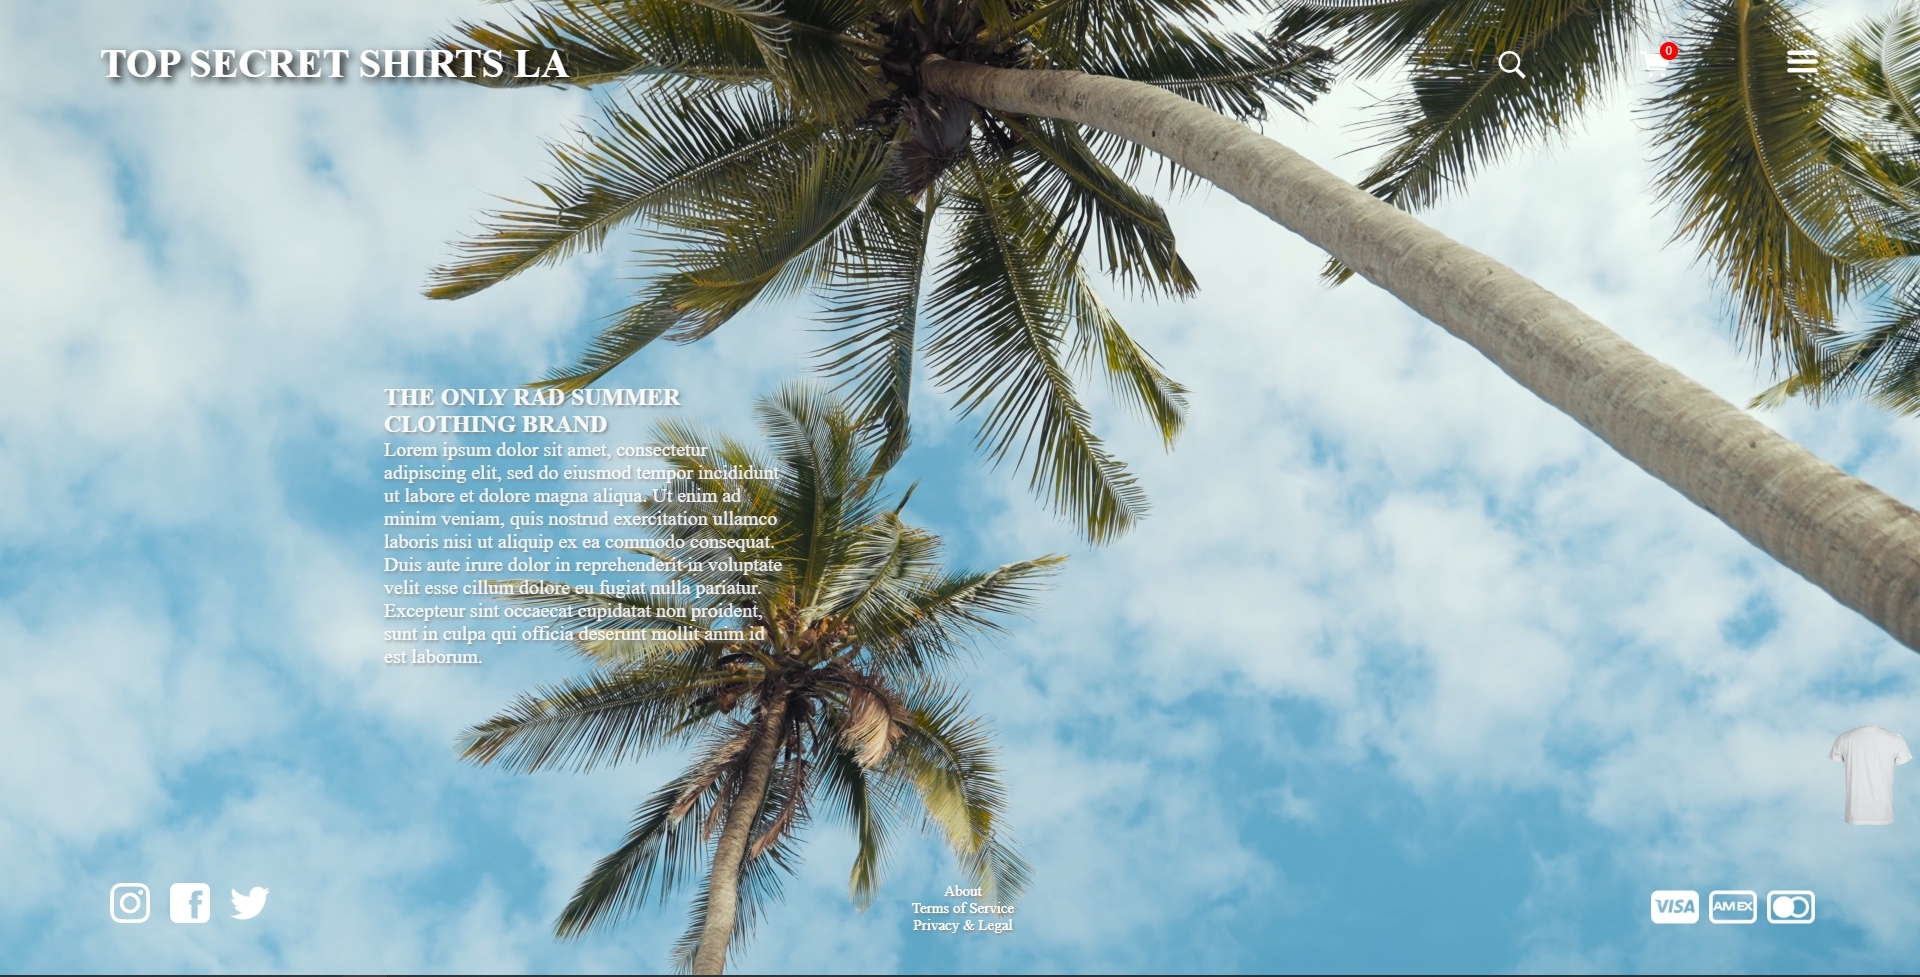 TOP SECRET SHIRTS LA
0
THE ONLY RAD SUMMER
CLOTHING BRAND
Lorem ipsum dolor sit amet, consectetur
adipiscing elit, sed do eiusmod tempor incididunt
ut labore et dolore magna aliqua. Ut enim ad
minim veniam, quis nostrud exercitation ullamco
laboris nisi ut aliquip ex ea commodo consequat.
Duis aute irure dolor in reprehenderit in voluptate
velit esse cillum dolore eu fugiat nulla pariatur.
Excepteur sint occaecat cupidatat non proident,
sunt in culpa qui officia deserunt mollit anim id
est laborum.
About
Terms of Service
Privacy & Legal
VISA
AMEX